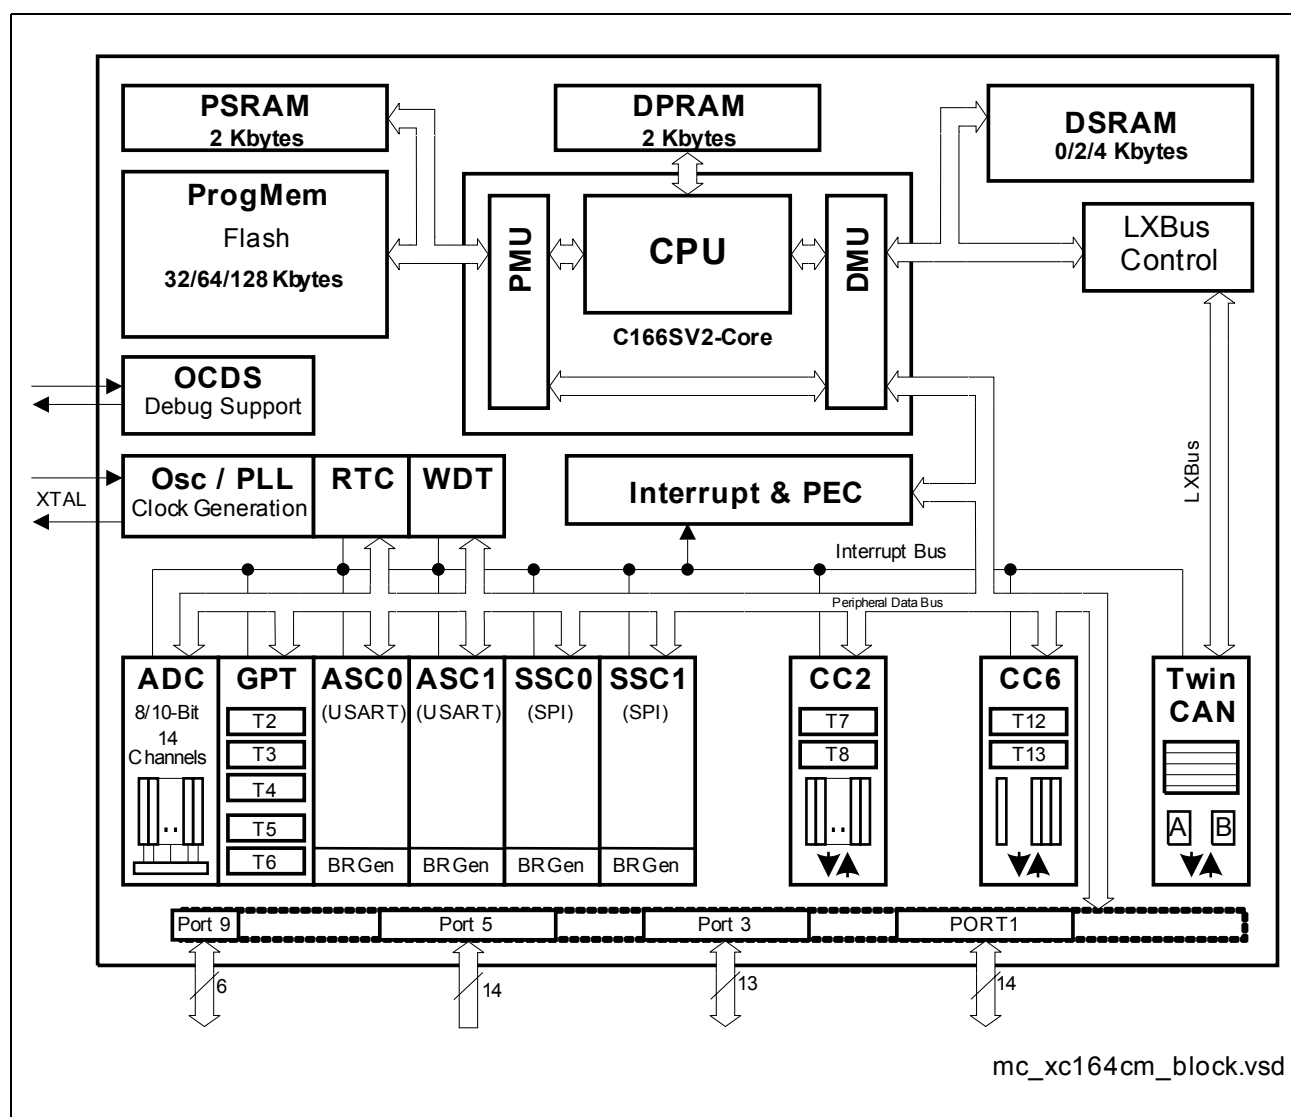 PSRAM
2 Kbytes
DPRAM
2 Kbytes
DSRAM
0/2/4 Kbytes
ProgMem
Flash
32/64/128 Kbytes
PMU
CPU
DMU
C166SV2-Core
LXBus
Control
OCDS
Debug Support
Osc / PLL
Clock Generation
RTC
WDT
Interrupt & PEC
XTAL
LXBus
Interrupt Bus
Peripheral Data Bus
ADC
8/10-Bit
14
Channels
GPT
T2
T3
T4
T5
T6
ASC0
(USART)
BRGen
ASC1
(USART)
BRGen
SSC0
(SPI)
BRGen
SSC1
(SPI)
BRGen
CC2
T7
T8
CC6
T12
T13
Twin
CAN
A
B
Port 9
Port 5
Port 3
PORT1
6
14
13
14
mc_xc164cm_block.vsd